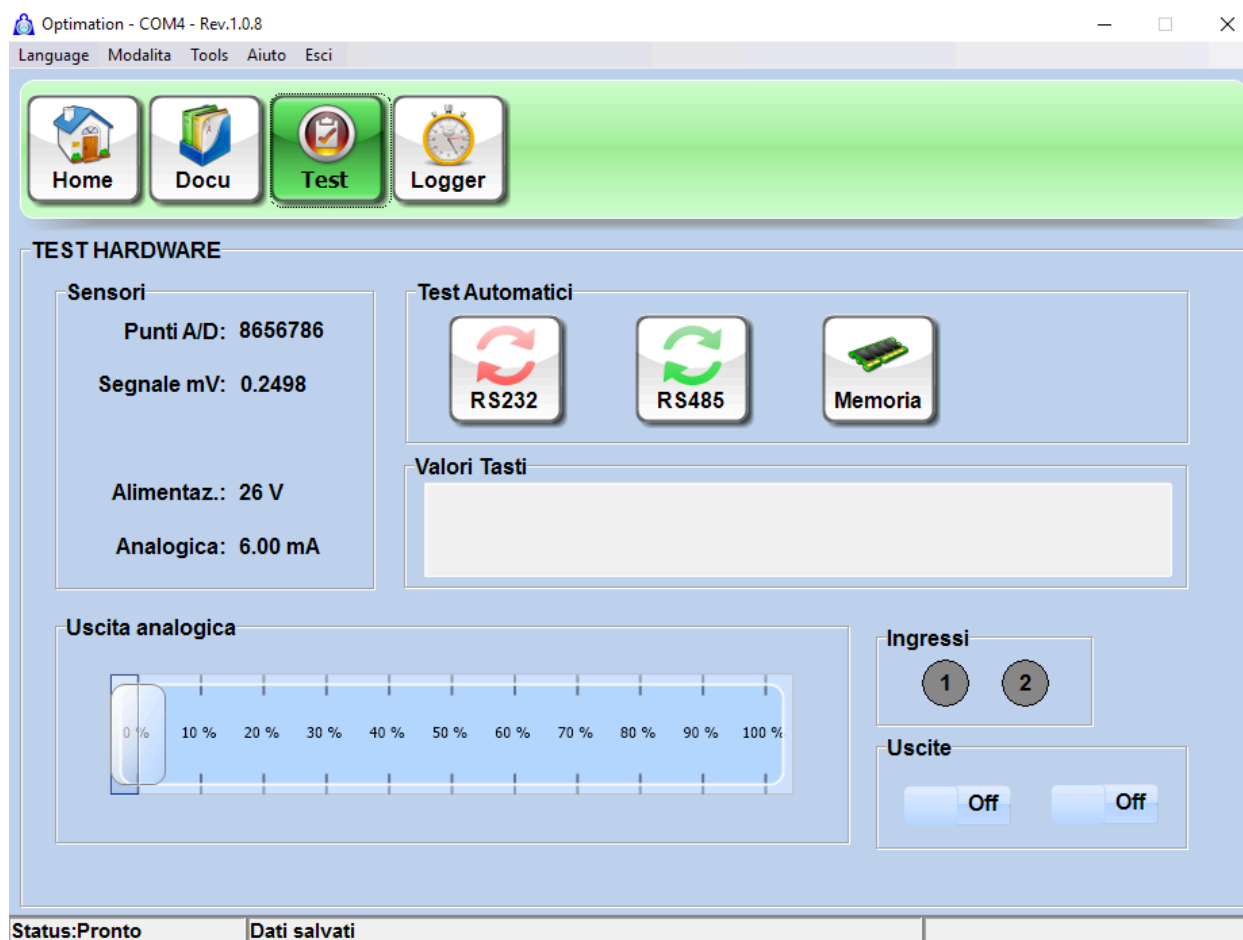 Optimation - COM4 - Rev.1.0.8
Language Modalita Tools Aiuto Esci
Home Docu Test Logger
TEST HARDWARE
Sensori
Punti A/D: 8656786
Segnale mV: 0.2498
Alimentaz.: 26 V
Analogica: 6.00 mA
Test Automatici
RS232 RS485 Memoria
Valori Tasti
Uscita analogica
0 % 10 % 20 % 30 % 40 % 50 % 60 % 70 % 80 % 90 % 100 %
Ingressi
1 2
Uscite
Off Off
Status:Pronto Dati salvati